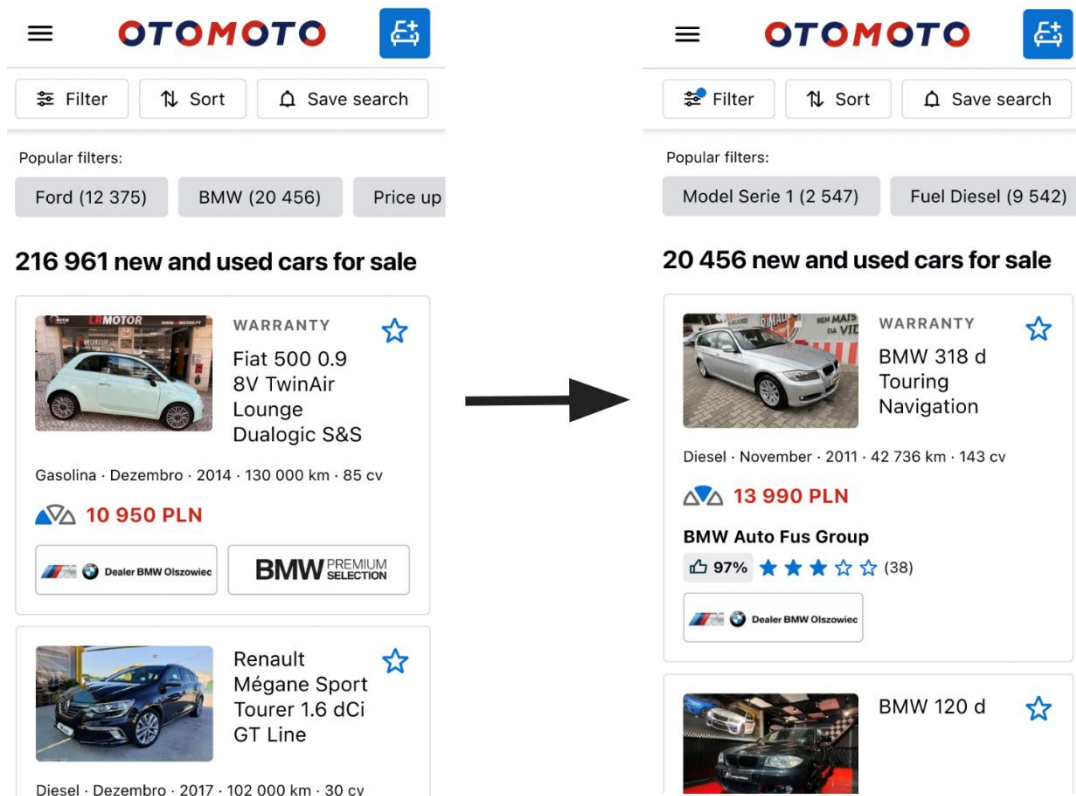 OTOMOTO
Filter
Sort
Save search
Popular filters:
Ford (12 375)
BMW (20 456)
Price up
216 961 new and used cars for sale
LRMOTOR
WARRANTY
Fiat 500 0.9
8V TwinAir
Lounge
Dualogic S&S
Gasolina · Dezembro · 2014 · 130 000 km · 85 cv
10 950 PLN
Dealer BMW Olszowiec
BMW PREMIUM
SELECTION
Renault
Mégane Sport
Tourer 1.6 dCi
GT Line
Diesel · Dezembro · 2017 · 102 000 km · 30 cv
OTOMOTO
Filter
Sort
Save search
Popular filters:
Model Serie 1 (2 547)
Fuel Diesel (9 542)
20 456 new and used cars for sale
NEM MAIS
DA VID
WARRANTY
BMW 318 d
Touring
Navigation
Diesel · November · 2011 · 42 736 km · 143 cv
13 990 PLN
BMW Auto Fus Group
97%
(38)
Dealer BMW Olszowiec
BMW 120 d